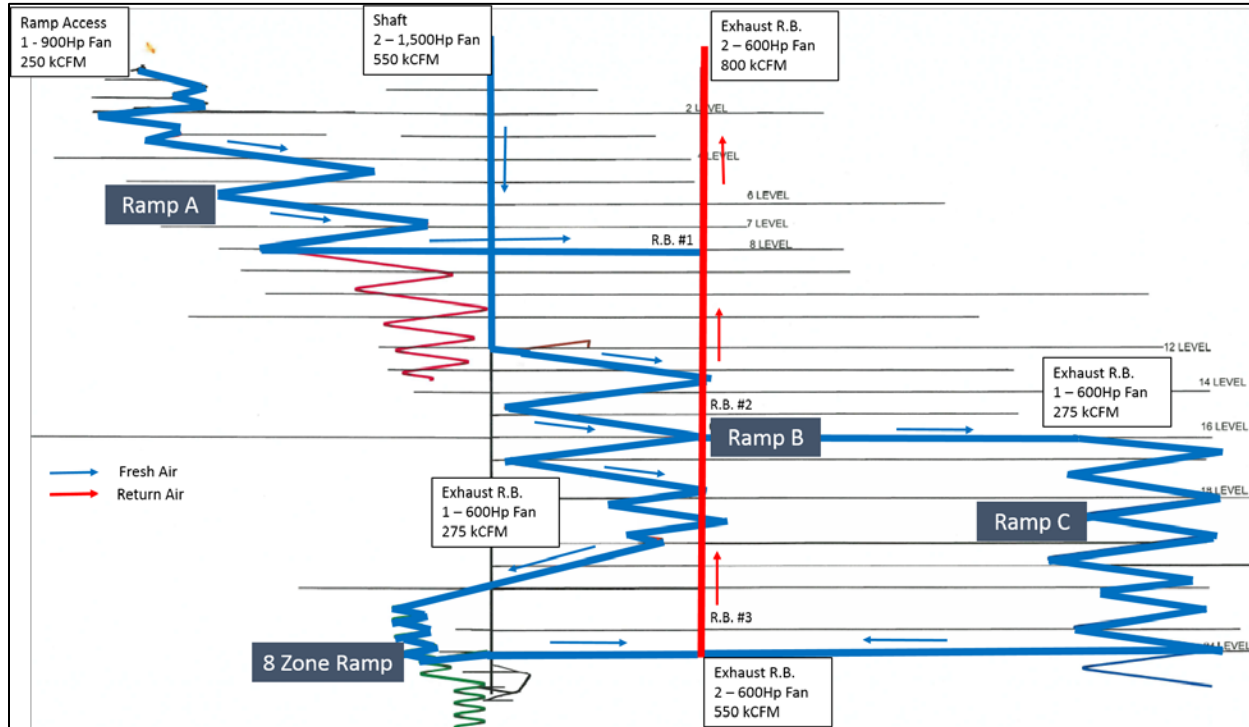 Ramp Access
1 - 900Hp Fan
250 kCFM
Shaft
2 – 1,500Hp Fan
550 kCFM
Exhaust R.B.
2 – 600Hp Fan
800 kCFM
2 LEVEL
LEVEL
Ramp A
6 LEVEL
7 LEVEL
R.B. #1
8 LEVEL
12 LEVEL
Exhaust R.B.
1 – 600Hp Fan
275 kCFM
14 LEVEL
R.B. #2
Ramp B
16 LEVEL
Fresh Air
Return Air
Exhaust R.B.
1 – 600Hp Fan
275 kCFM
18 LEVEL
Ramp C
R.B. #3
LEVEL
8 Zone Ramp
Exhaust R.B.
2 – 600Hp Fan
550 kCFM